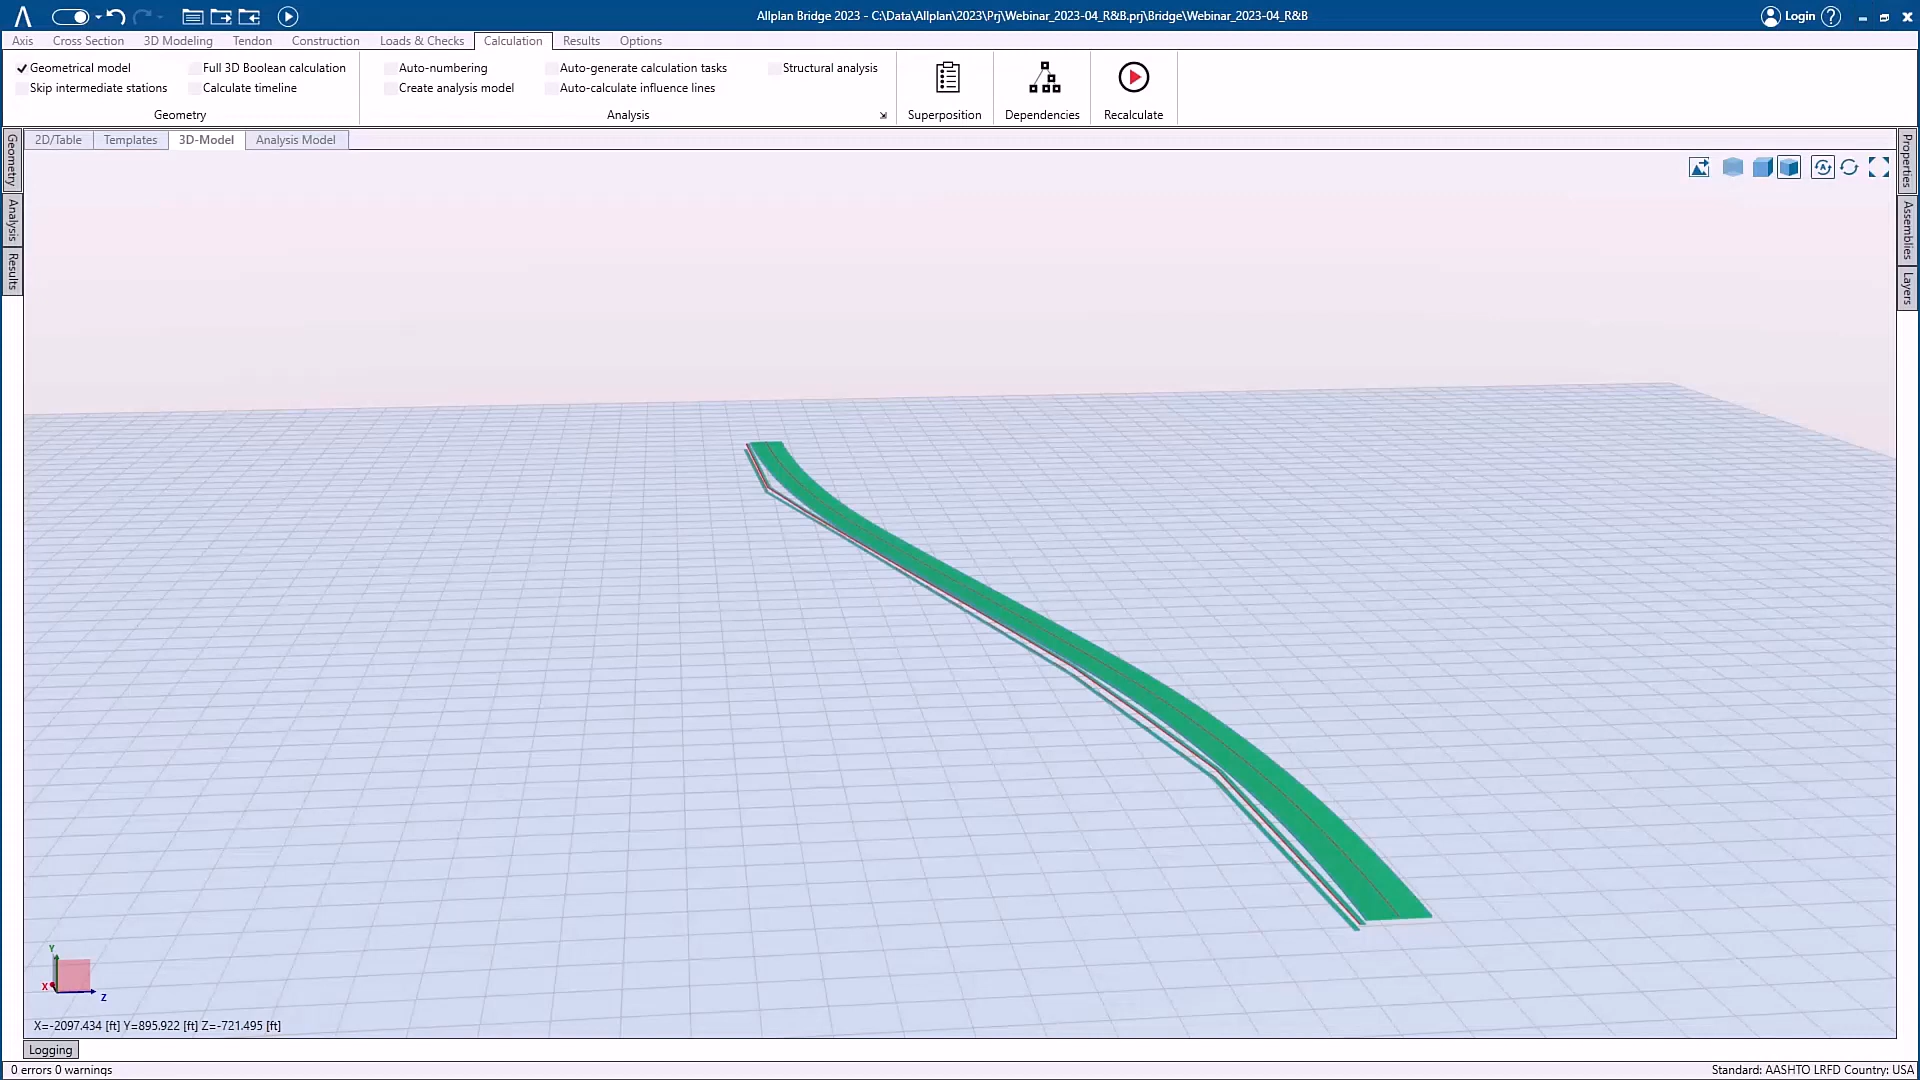 Allplan Bridge 2023 - C:\Data\Allplan\2023\Prj\Webinar_2023-04_R&B.prj\Bridge\Webinar_2023-04_R&B
Login
Axis Cross Section 3D Modeling Tendon Construction Loads & Checks Calculation Results Options
Geometrical model Full 3D Boolean calculation Auto-numbering Auto-generate calculation tasks Structural analysis
Skip intermediate stations Calculate timeline Create analysis model Auto-calculate influence lines
Geometry Analysis Superposition Dependencies Recalculate
2D/Table Templates 3D-Model Analysis Model
Geometry
Analysis
Results
Properties
Assemblies
Layers
Y
X
Z
X=-2097.434 [ft] Y=895.922 [ft] Z=-721.495 [ft]
Logging
0 errors 0 warnings
Standard: AASHTO LRFD Country: USA